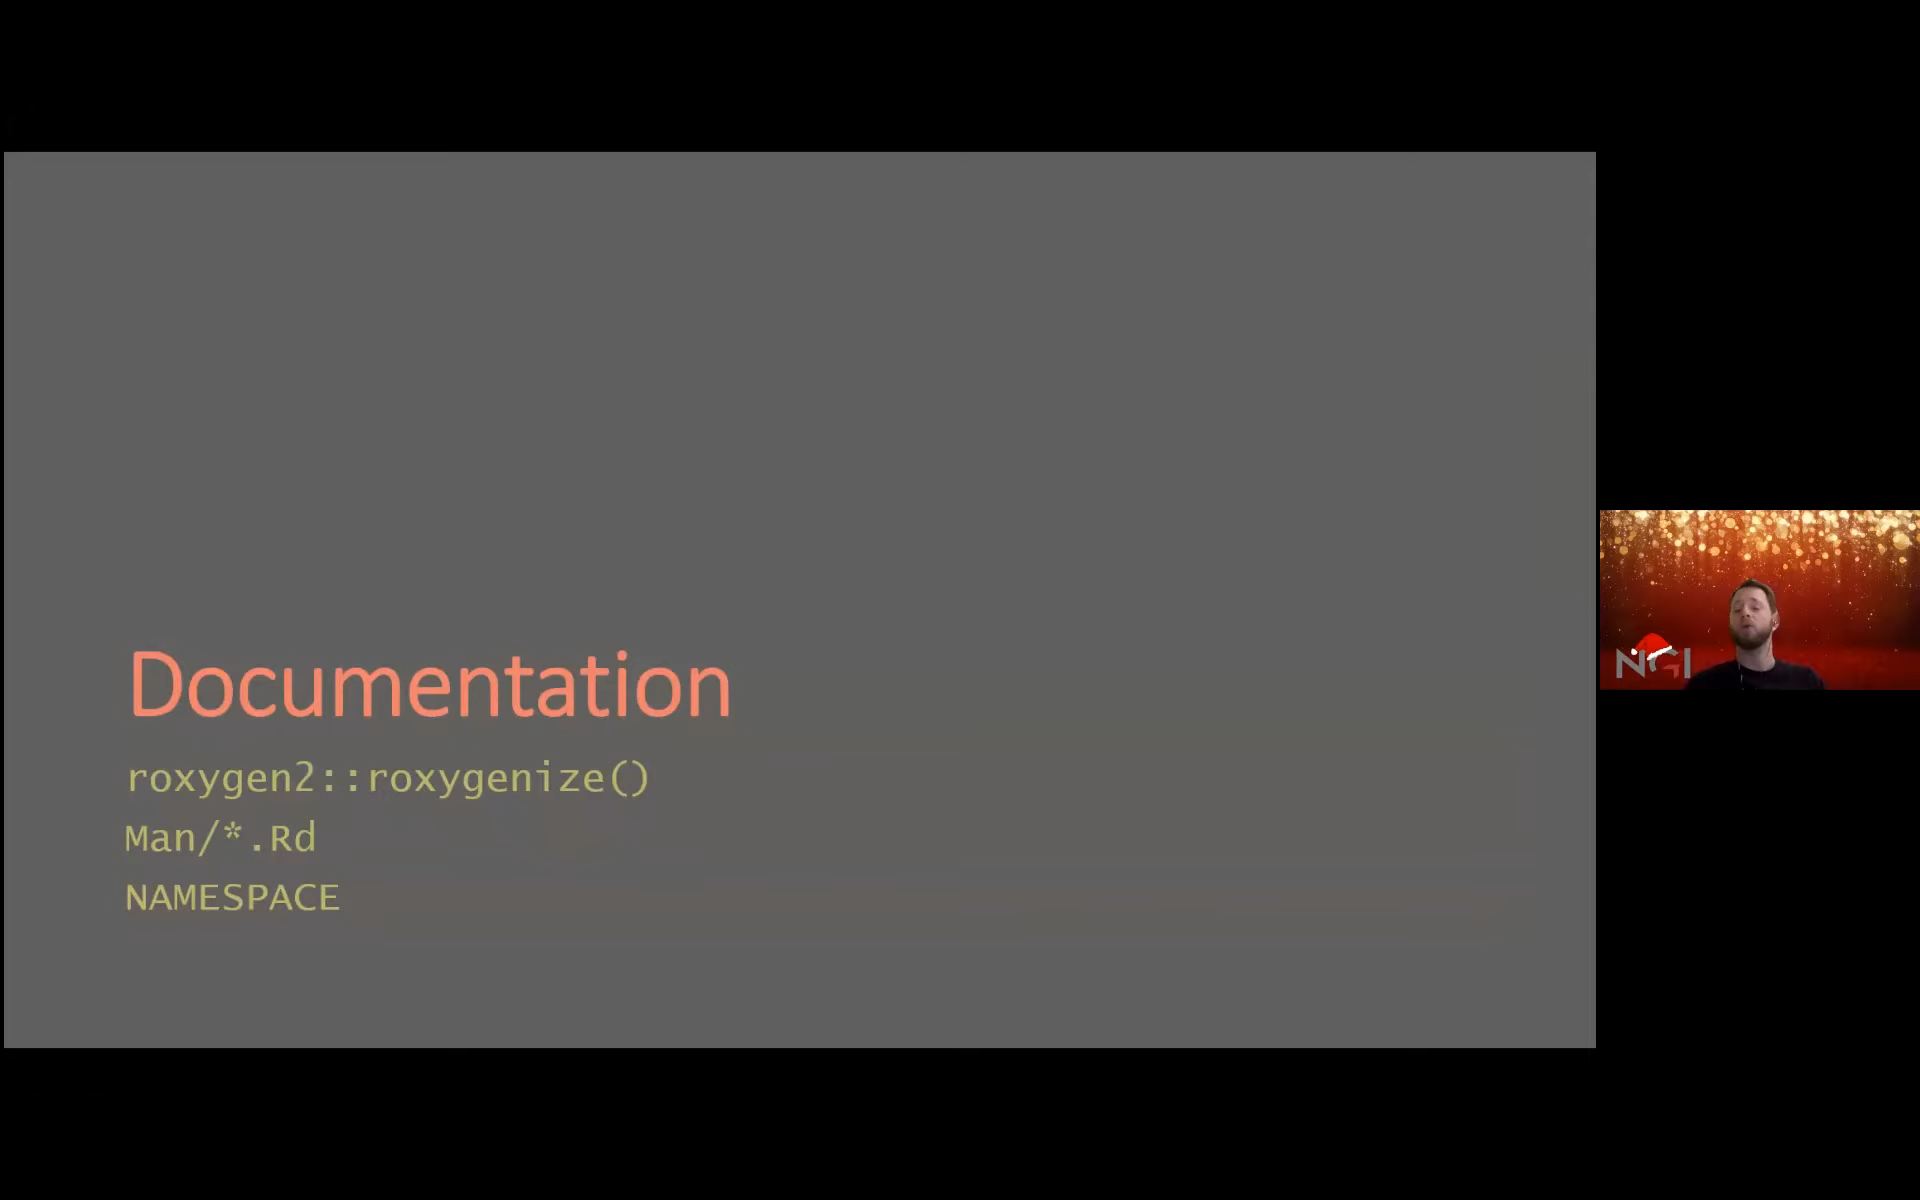 Documentation
roxygen2::roxygenize()
Man/*.Rd
NAMESPACE
NGI